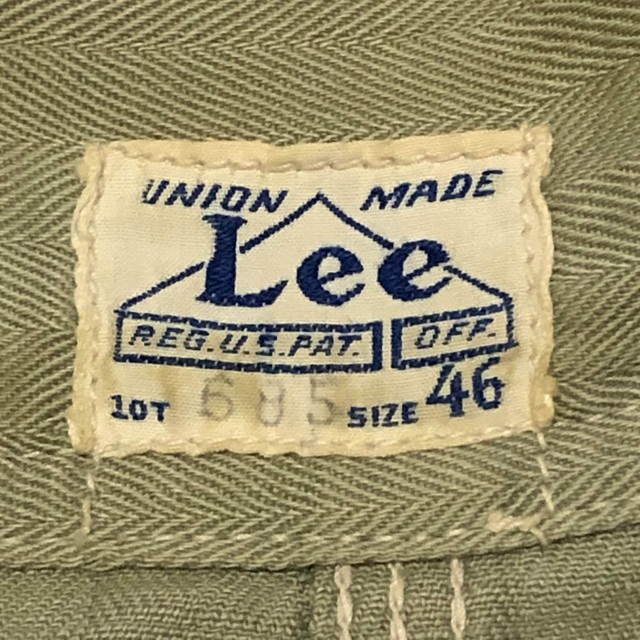 UNION MADE
Lee
REG. U.S. PAT. OFF.
LOT 685 SIZE 46